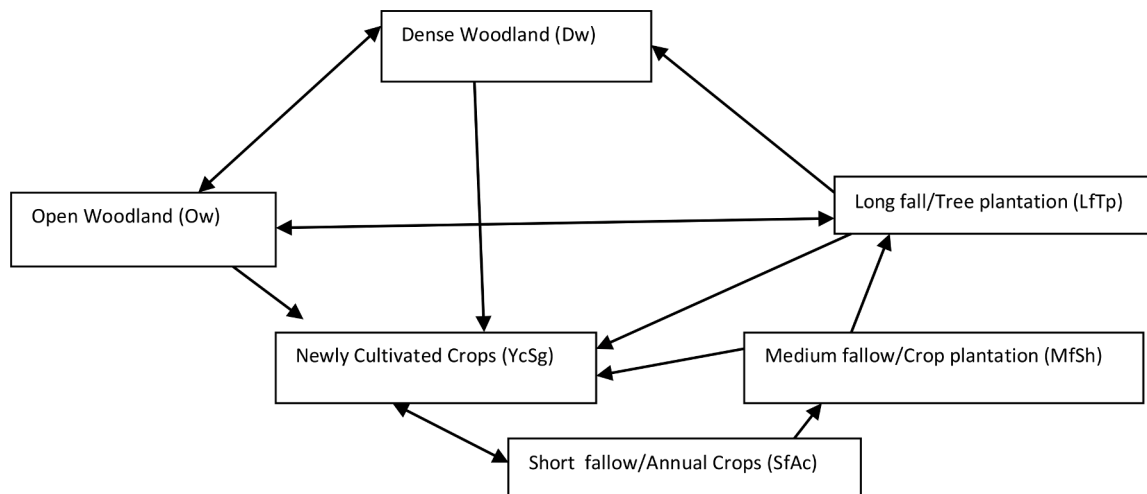 Dense Woodland (Dw)
Open Woodland (Ow)
Long fall/Tree plantation (LfTp)
Newly Cultivated Crops (YcSg)
Medium fallow/Crop plantation (MfSh)
Short fallow/Annual Crops (SfAc)